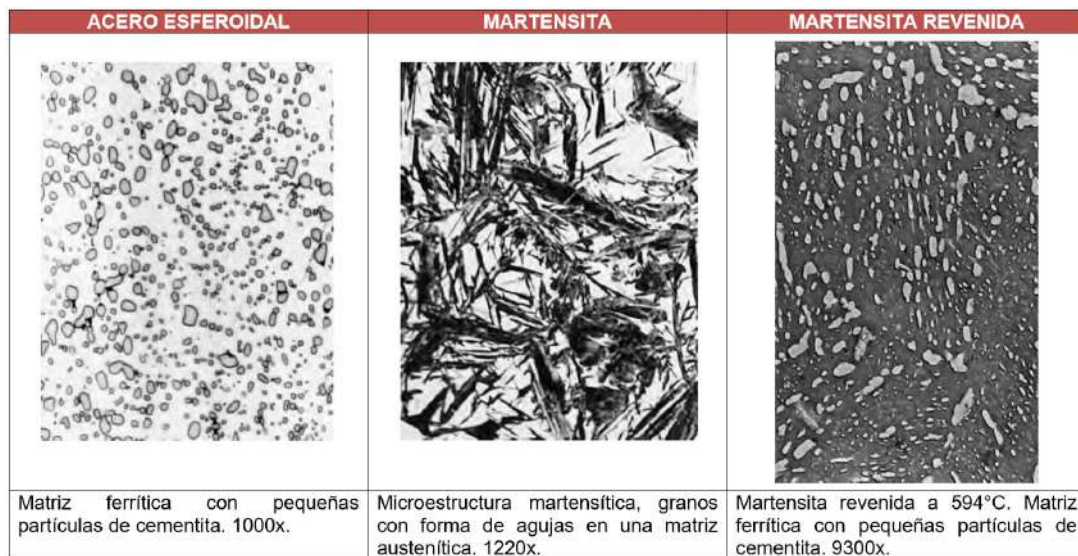 ACERO ESFEROIDAL
MARTENSITA
MARTENSITA REVENIDA
Matriz ferrítica con pequeñas
partículas de cementita. 1000x.
Microestructura martensítica, granos
con forma de agujas en una matriz
austenítica. 1220x.
Martensita revenida a 594°C. Matriz
ferrítica con pequeñas partículas de
cementita. 9300x.